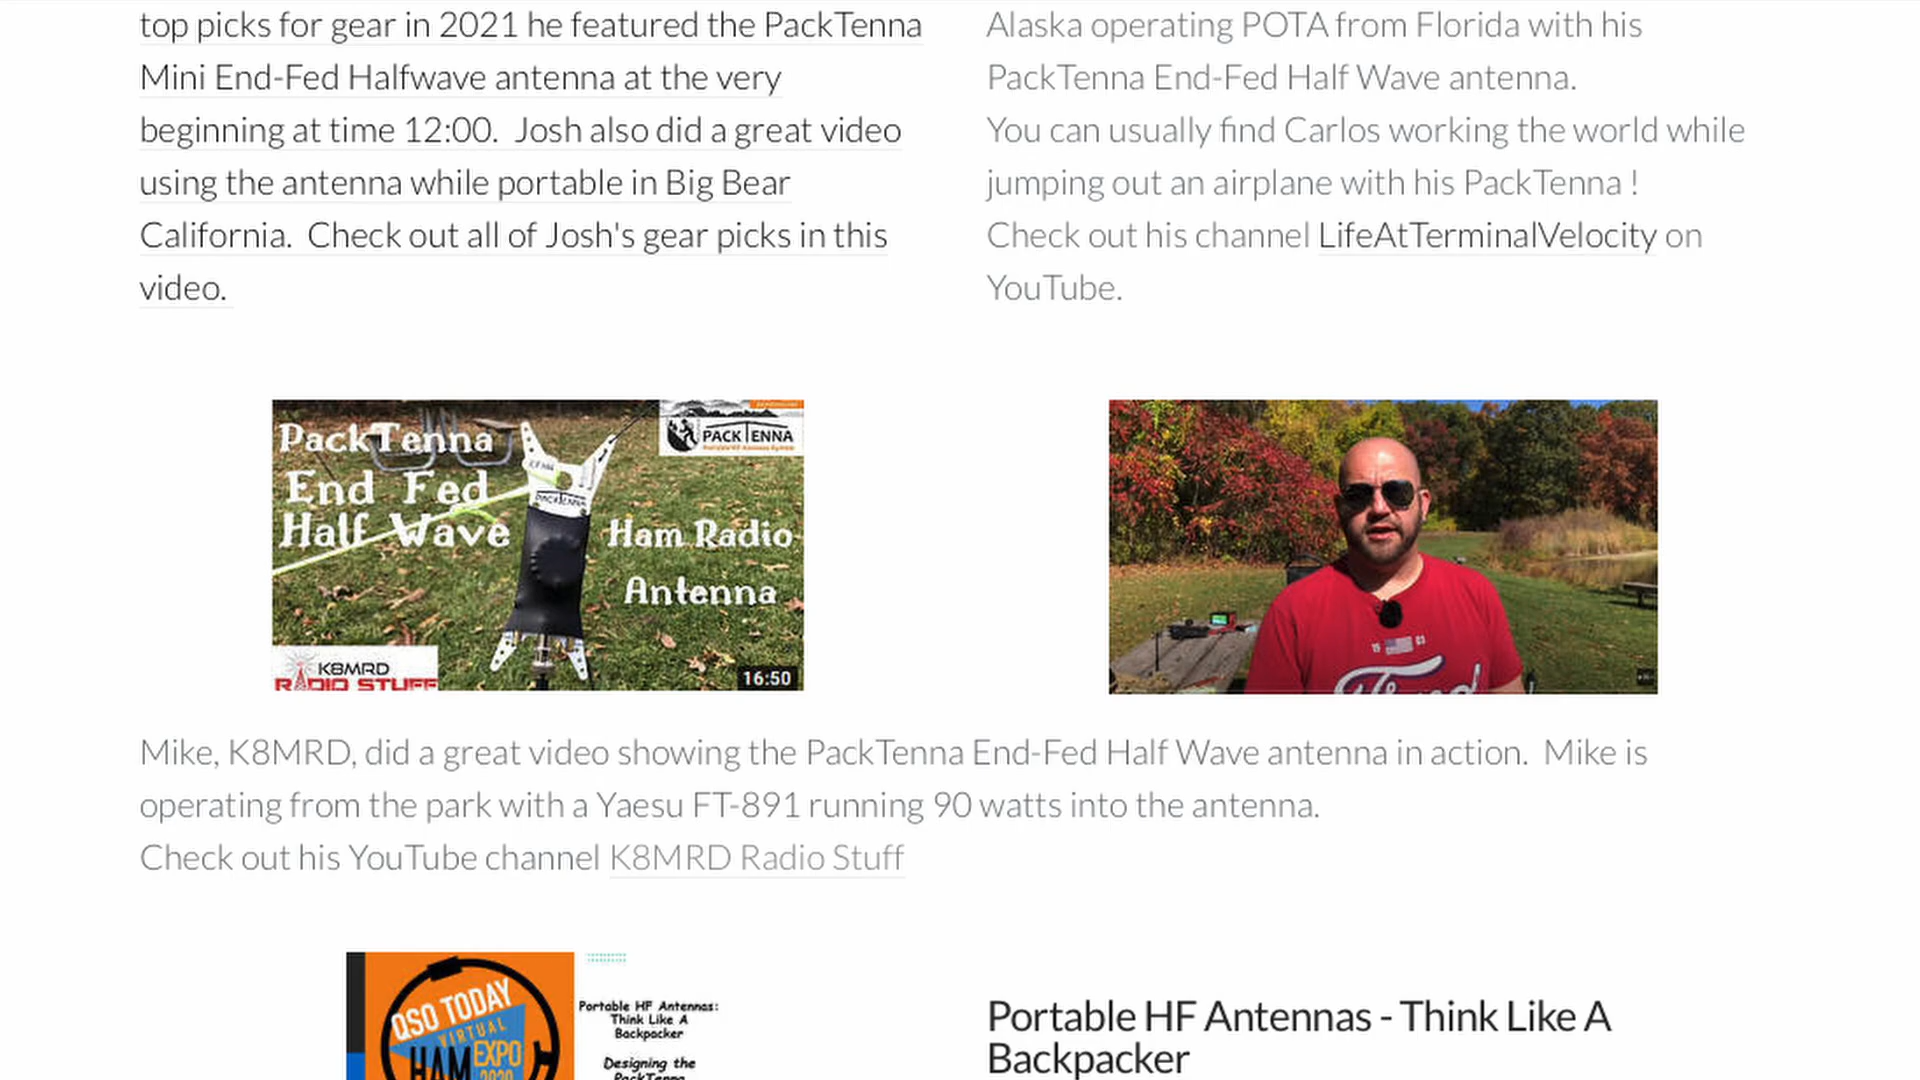 top picks for gear in 2021 he featured the PackTenna
Mini End-Fed Halfwave antenna at the very
beginning at time 12:00. Josh also did a great video
using the antenna while portable in Big Bear
California. Check out all of Josh's gear picks in this
video.
Alaska operating POTA from Florida with his
PackTenna End-Fed Half Wave antenna.
You can usually find Carlos working the world while
jumping out an airplane with his PackTenna !
Check out his channel LifeAtTerminalVelocity on
YouTube.
PackTenna
End Fed
Half Wave
Ham Radio
Antenna
PACKTENNA
Portable HF Antenna System
PACKTENNA
K8MRD
RADIO STUFF
16:50
Mike, K8MRD, did a great video showing the PackTenna End-Fed Half Wave antenna in action. Mike is
operating from the park with a Yaesu FT-891 running 90 watts into the antenna.
Check out his YouTube channel K8MRD Radio Stuff
QSO TODAY
VIRTUAL
HAM EXPO
2020
Portable HF Antennas:
Think Like A
Backpacker
Designing the
PackTenna
Portable HF Antennas - Think Like A
Backpacker